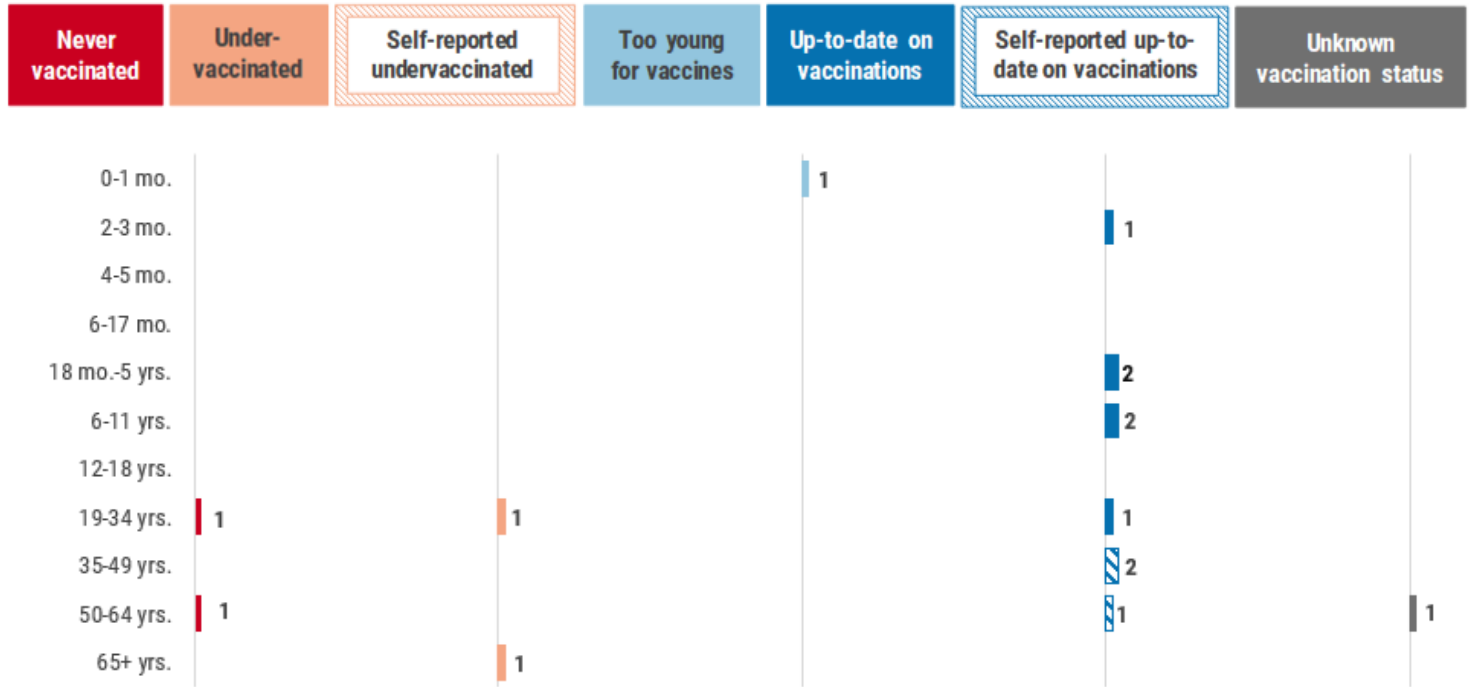 Never
vaccinated
Under-
vaccinated
Self-reported
undervaccinated
Too young
for vaccines
Up-to-date on
vaccinations
Self-reported up-to-
date on vaccinations
Unknown
vaccination status
0-1 mo. 1
2-3 mo. 1
4-5 mo.
6-17 mo.
18 mo.-5 yrs. 2
6-11 yrs. 2
12-18 yrs.
19-34 yrs. 1 1 1
35-49 yrs. 2
50-64 yrs. 1 1 1
65+ yrs. 1